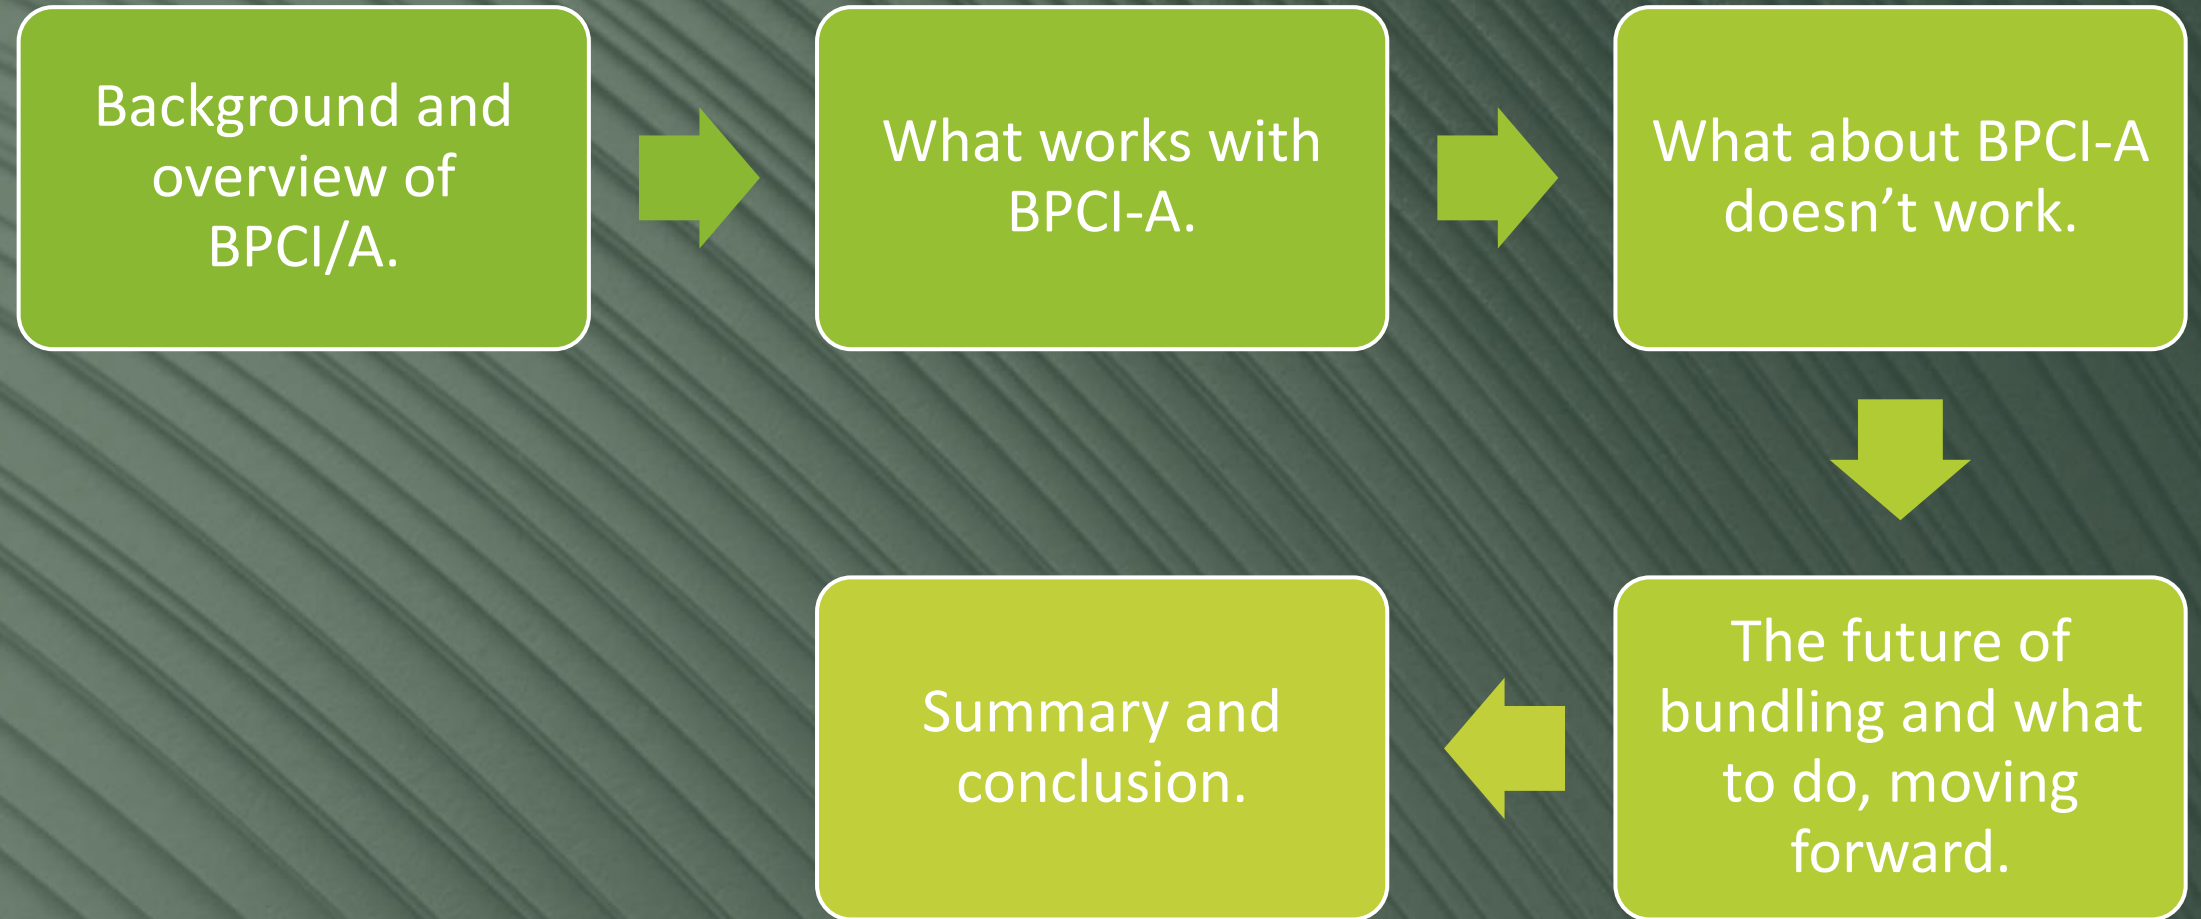 Background and
overview of
BPCI/A.
What works with
BPCI-A.
What about BPCI-A
doesn’t work.
The future of
bundling and what
to do, moving
forward.
Summary and
conclusion.